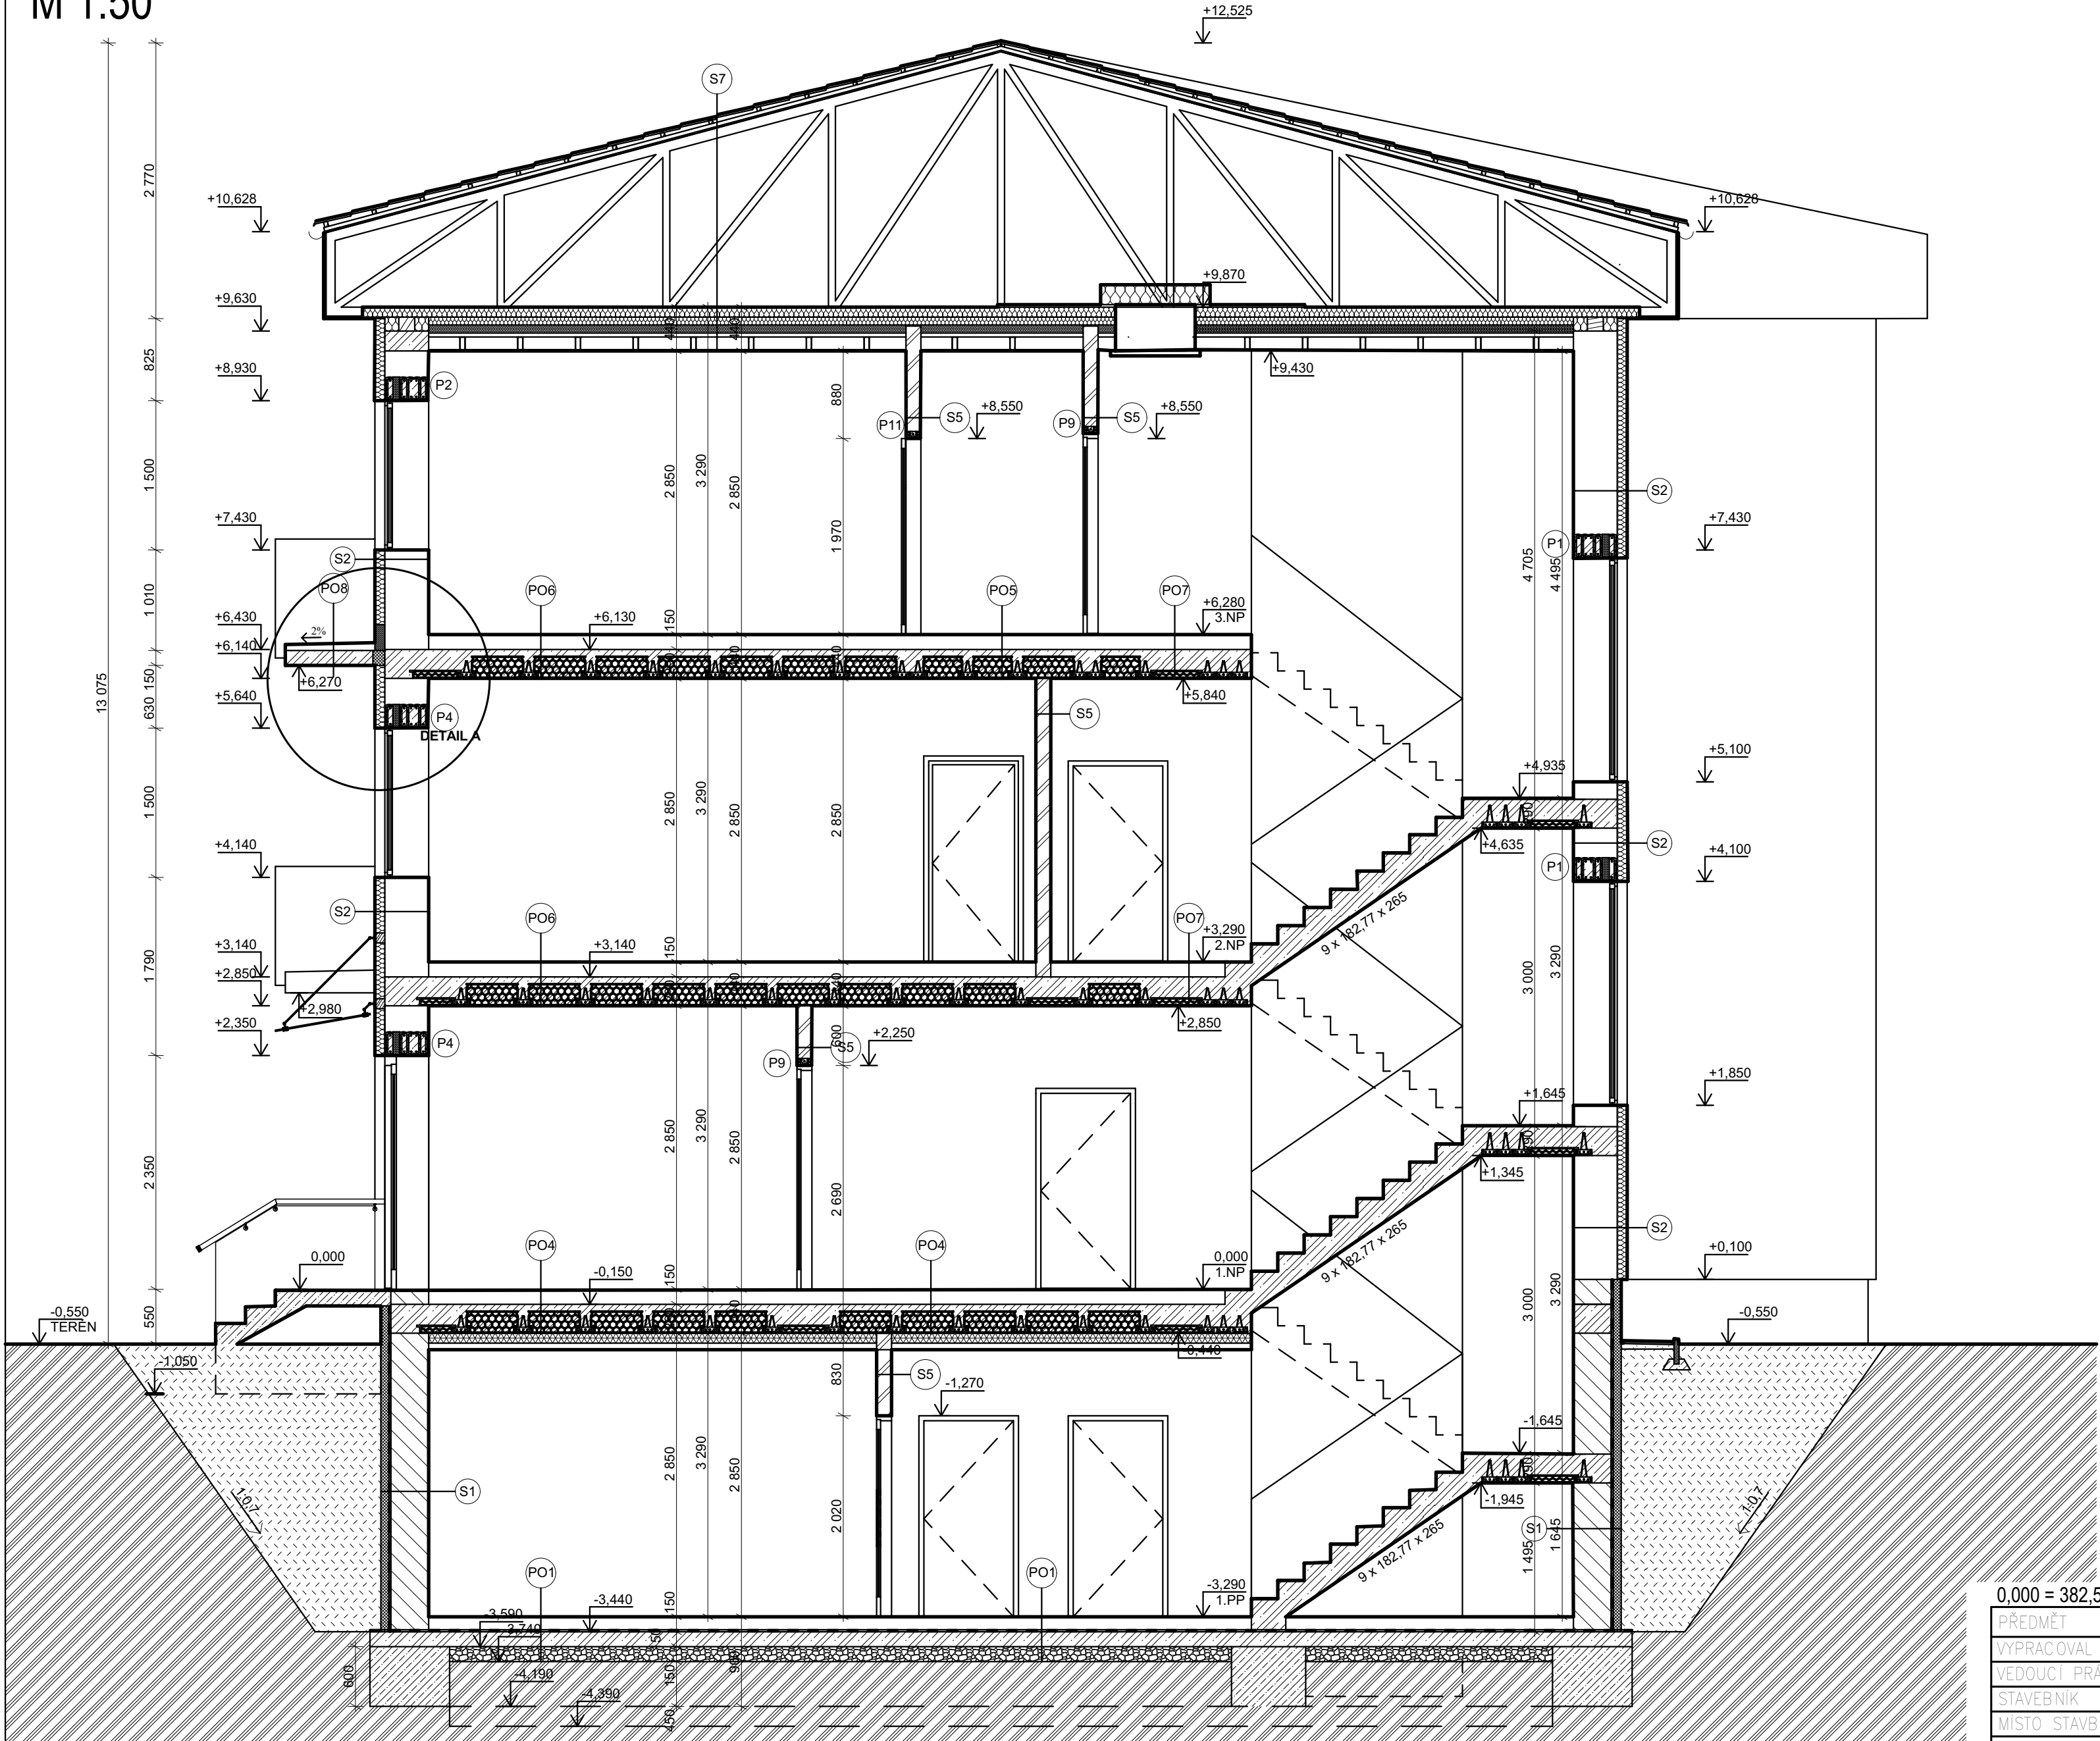 M 1:50
+12,525
S7
2 770
+10,628
+10,628
+9,870
+9,630
440
440
825
+8,930
P2
880
+9,430
P11
S5
+8,550
P9
S5
+8,550
1 500
2 850
3 290
2 850
1 970
S2
+7,430
S2
P1
+7,430
4 705
4 495
PO8
PO6
PO5
PO7
1 010
+6,430
2%
150
+6,130
+6,280
3.NP
+6,140
+6,270
150
+5,840
13 075
630
+5,640
P4
DETAIL A
S5
+5,100
+4,935
1 500
2 850
3 290
2 850
2 850
+4,635
S2
+4,140
P1
+4,100
9 x 182,77 x 265
S2
PO6
PO7
1 790
+3,140
150
+3,140
+3,290
2.NP
3 000
3 290
+2,850
+2,980
+2,850
+2,350
P4
P9
S5
600
+2,250
+1,850
+1,645
2 350
2 850
3 290
2 850
2 690
+1,345
S2
9 x 182,77 x 265
PO4
PO4
0,000
-0,150
150
0,000
1.NP
+0,100
3 000
3 290
-0,550
TERÉN
550
-0,550
-0,440
-1,050
S5
830
-1,270
-1,645
2 850
3 290
2 850
2 020
S1
-1,945
1:0,7
S1
1:0,7
1 495
1 645
9 x 182,77 x 265
PO1
PO1
-3,290
1.PP
-3,590
-3,440
150
-3,740
150
600
-4,190
150
900
-4,390
450
0,000 = 382,5
PŘEDMĚT
VYPRACOVAL
VEDOUCÍ PRÁ
STAVEBNÍK
MÍSTO STAVB